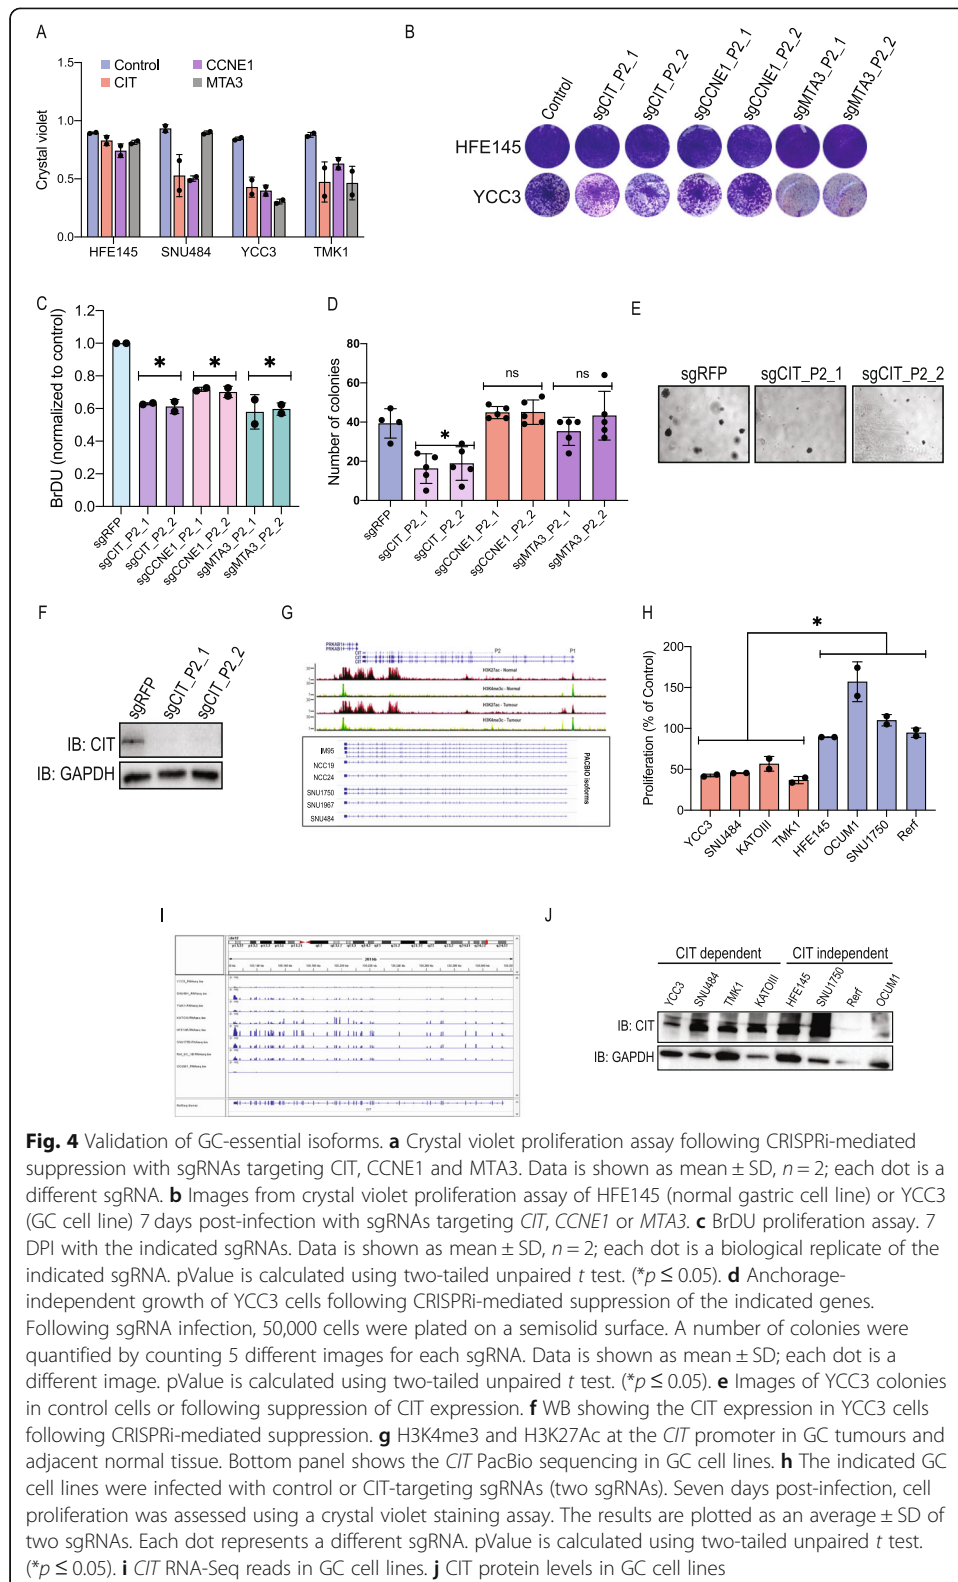 A
Crystal violet
1.5
1.0
0.5
0.0
Control
CCNE1
CIT
MTA3
HFE145
SNU484
YCC3
TMK1
B
Control
sgCIT_P2_1
sgCIT_P2_2
sgCCNE1_P2_1
sgCCNE1_P2_2
sgMTA3_P2_1
sgMTA3_P2_2
HFE145
YCC3
C
BrDU (normalized to control)
1.2
1.0
0.8
0.6
0.4
0.2
0.0
*
*
*
sgRFP
sgCIT_P2_1
sgCIT_P2_2
sgCCNE1_P2_1
sgCCNE1_P2_2
sgMTA3_P2_1
sgMTA3_P2_2
D
Number of colonies
80
60
40
20
0
*
ns
ns
sgRFP
sgCIT_P2_1
sgCIT_P2_2
sgCCNE1_P2_1
sgCCNE1_P2_2
sgMTA3_P2_1
sgMTA3_P2_2
E
sgRFP
sgCIT_P2_1
sgCIT_P2_2
F
sgRFP
sgCIT_P2_1
sgCIT_P2_2
IB: CIT
IB: GAPDH
G
PRKAB1
PRKAB1
P2
P1
H3K27ac - Normal
H3K4me3c - Normal
H3K27ac - Tumour
H3K4me3c - Tumour
IM95
NCC19
NCC24
SNU1750
SNU1967
SNU484
PACBIO isoforms
H
Proliferation (% of Control)
200
150
100
50
0
*
YCC3
SNU484
KATOIII
TMK1
HFE145
OCUM1
SNU1750
Rerf
I
J
CIT dependent
CIT independent
YCC3
SNU484
TMK1
KATOIII
HFE145
SNU1750
Rerf
OCUM1
IB: CIT
IB: GAPDH
Fig. 4 Validation of GC-essential isoforms. a Crystal violet proliferation assay following CRISPRi-mediated
suppression with sgRNAs targeting CIT, CCNE1 and MTA3. Data is shown as mean ± SD, n = 2; each dot is a
different sgRNA. b Images from crystal violet proliferation assay of HFE145 (normal gastric cell line) or YCC3
(GC cell line) 7 days post-infection with sgRNAs targeting CIT, CCNE1 or MTA3. c BrDU proliferation assay. 7
DPI with the indicated sgRNAs. Data is shown as mean ± SD, n = 2; each dot is a biological replicate of the
indicated sgRNA. pValue is calculated using two-tailed unpaired t test. (*p ≤ 0.05). d Anchorage-
independent growth of YCC3 cells following CRISPRi-mediated suppression of the indicated genes.
Following sgRNA infection, 50,000 cells were plated on a semisolid surface. A number of colonies were
quantified by counting 5 different images for each sgRNA. Data is shown as mean ± SD; each dot is a
different image. pValue is calculated using two-tailed unpaired t test. (*p ≤ 0.05). e Images of YCC3 colonies
in control cells or following suppression of CIT expression. f WB showing the CIT expression in YCC3 cells
following CRISPRi-mediated suppression. g H3K4me3 and H3K27Ac at the CIT promoter in GC tumours and
adjacent normal tissue. Bottom panel shows the CIT PacBio sequencing in GC cell lines. h The indicated GC
cell lines were infected with control or CIT-targeting sgRNAs (two sgRNAs). Seven days post-infection, cell
proliferation was assessed using a crystal violet staining assay. The results are plotted as an average ± SD of
two sgRNAs. Each dot represents a different sgRNA. pValue is calculated using two-tailed unpaired t test.
(*p ≤ 0.05). i CIT RNA-Seq reads in GC cell lines. j CIT protein levels in GC cell lines